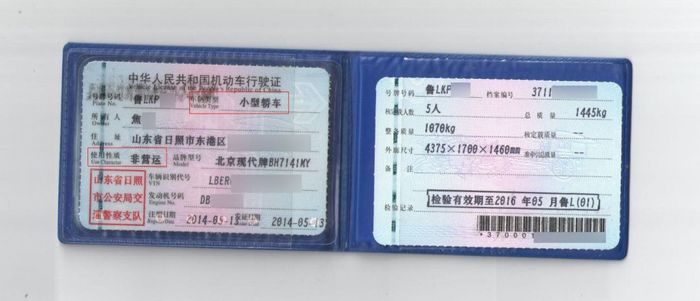 中华人民共和国机动车行驶证
Vehicle License of the People's Republic of China
号牌号码 鲁LKP 车辆类型 小型轿车
Plate No. Vehicle Type
所有人 焦
Owner
住址 山东省日照市东港区
Address
使用性质 非营运 品牌型号 北京现代牌BH7141MY
Use Character Model
山东省日照
市公安局交
通警察支队
车辆识别代号 LBER
VIN
发动机号码 DB
Engine No.
注册日期 2014-05-13 发证日期 2014-05-13
Register Date Issue Date
号牌号码 鲁LKP 档案编号 3711
核定载人数 5人 总质量 1445kg
整备质量 1070kg 核定载质量 --
外廓尺寸 4375×1700×1460mm 准牵引总质量 --
备注
检验记录 检验有效期至2016年05月鲁L(01)
*370001